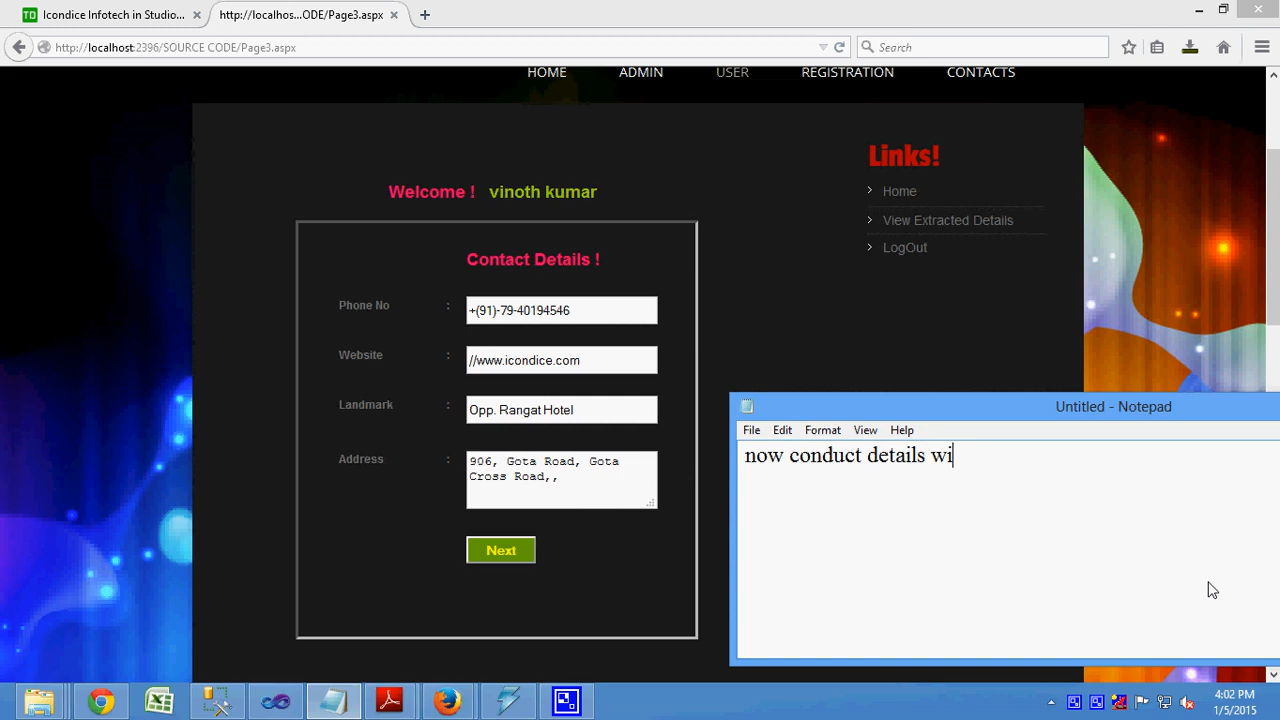 Icondice Infotech in Studio...
http://localhos...ODE/Page3.aspx
http://localhost:2396/SOURCE CODE/Page3.aspx
Search
HOME ADMIN USER REGISTRATION CONTACTS
Links!
Welcome ! vinoth kumar
Home
View Extracted Details
LogOut
Contact Details !
Phone No : +(91)-79-40194546
Website : //www.icondice.com
Landmark : Opp. Rangat Hotel
Address : 906, Gota Road, Gota
Cross Road,,
Next
Untitled - Notepad
File Edit Format View Help
now conduct details wi
4:02 PM
1/5/2015